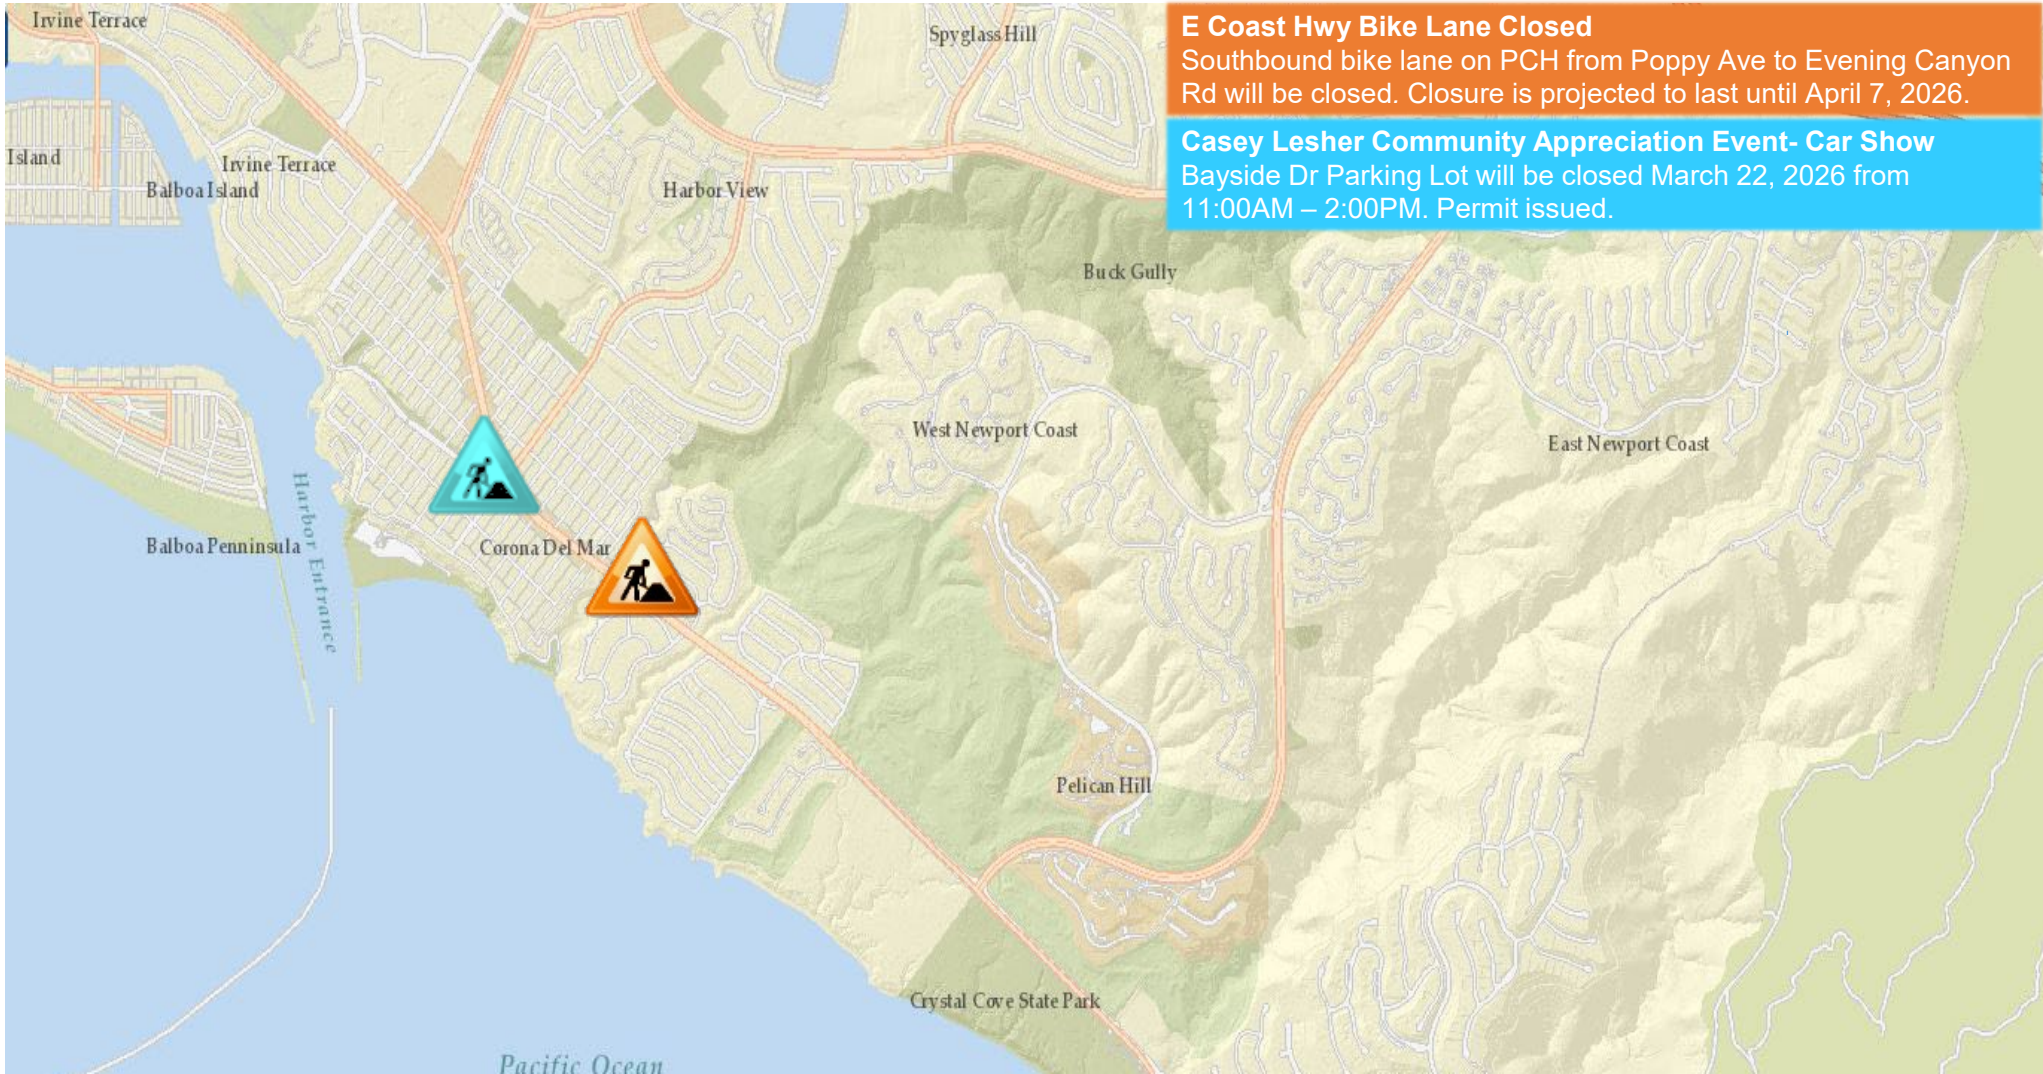 Irvine Terrace
Spyglass Hill
E Coast Hwy Bike Lane Closed
Southbound bike lane on PCH from Poppy Ave to Evening Canyon
Rd will be closed. Closure is projected to last until April 7, 2026.
Casey Lesher Community Appreciation Event- Car Show
Bayside Dr Parking Lot will be closed March 22, 2026 from
11:00AM – 2:00PM. Permit issued.
Island
Irvine Terrace
Balboa Island
Harbor View
Buck Gully
West Newport Coast
East Newport Coast
Harbor Entrance
Balboa Penninsula
Corona Del Mar
Pelican Hill
Crystal Cove State Park
Pacific Ocean